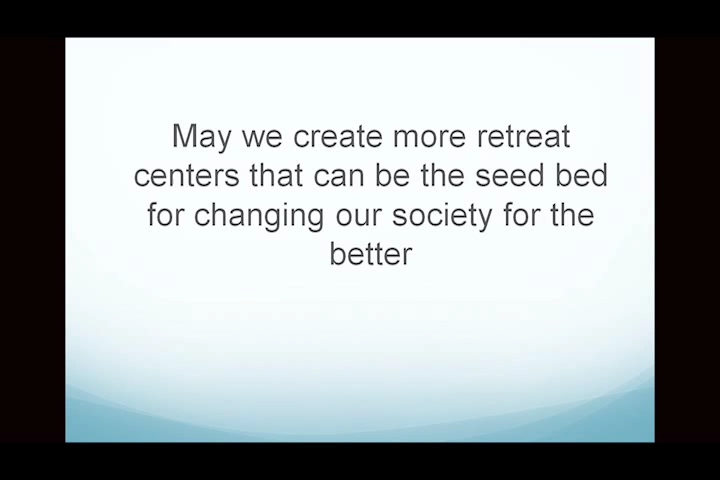 May we create more retreat
centers that can be the seed bed
for changing our society for the
better